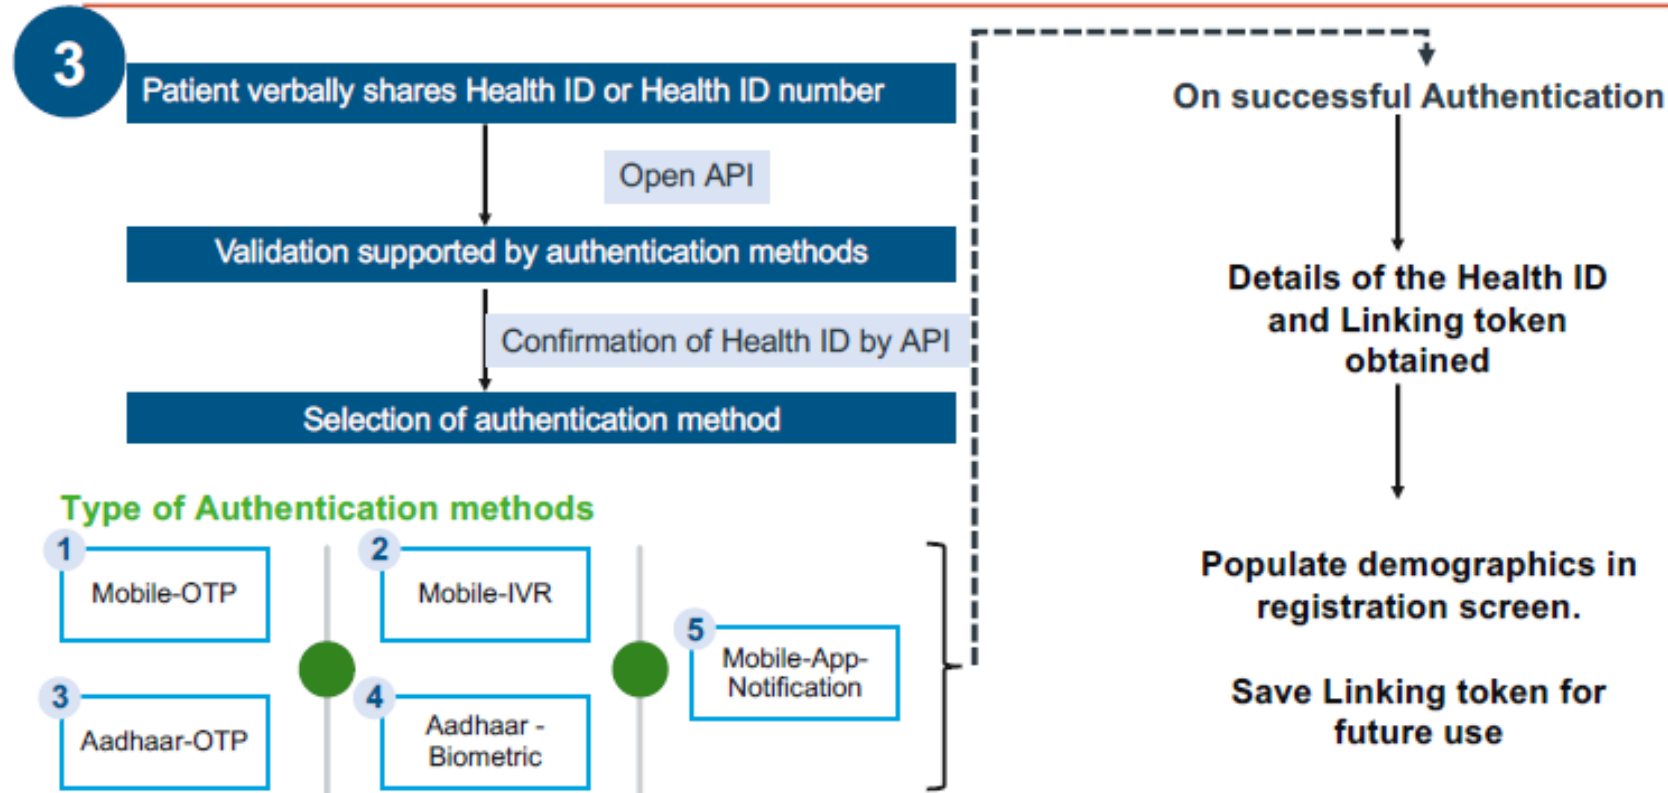 3
Patient verbally shares Health ID or Health ID number
Open API
Validation supported by authentication methods
Confirmation of Health ID by API
Selection of authentication method
Type of Authentication methods
1
Mobile-OTP
2
Mobile-IVR
3
Aadhaar-OTP
4
Aadhaar -
Biometric
5
Mobile-App-
Notification
On successful Authentication
Details of the Health ID
and Linking token
obtained
Populate demographics in
registration screen.
Save Linking token for
future use